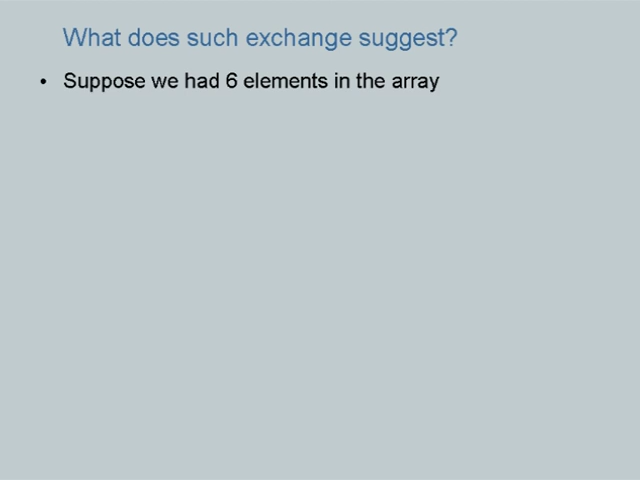 What does such exchange suggest?
• Suppose we had 6 elements in the array